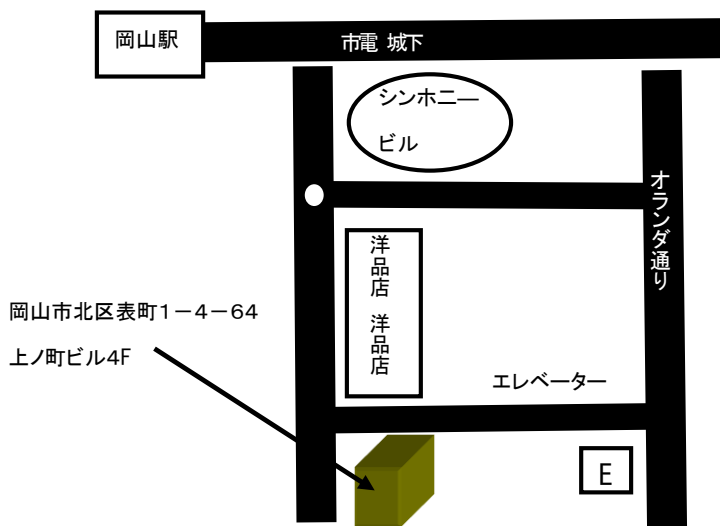 岡山駅
市電 城下
シンホニ―
ビル
オランダ通り
洋品店 洋品店
岡山市北区表町１－４－６４
上ノ町ビル４Ｆ
エレベーター
E